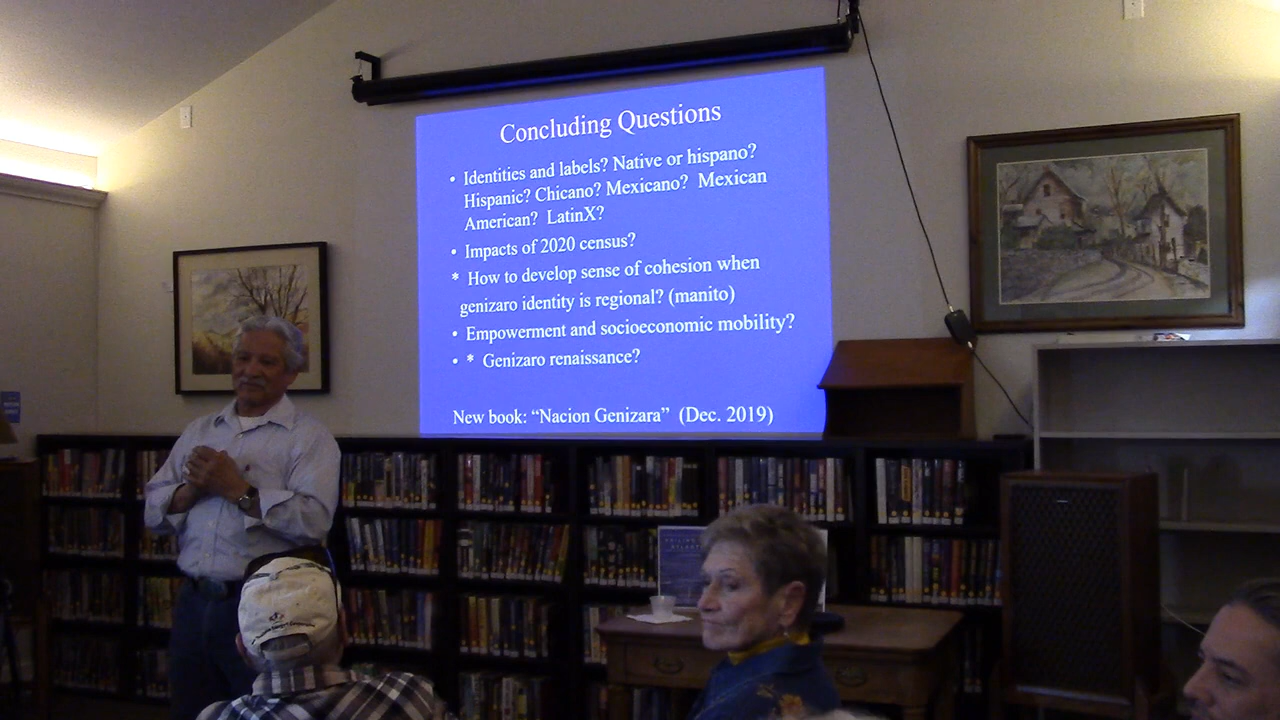 Concluding Questions
• Identities and labels? Native or hispano?
Hispanic? Chicano? Mexicano? Mexican
American? LatinX?
• Impacts of 2020 census?
* How to develop sense of cohesion when
genizaro identity is regional? (manito)
• Empowerment and socioeconomic mobility?
• * Genizaro renaissance?
New book: “Nacion Genizara” (Dec. 2019)